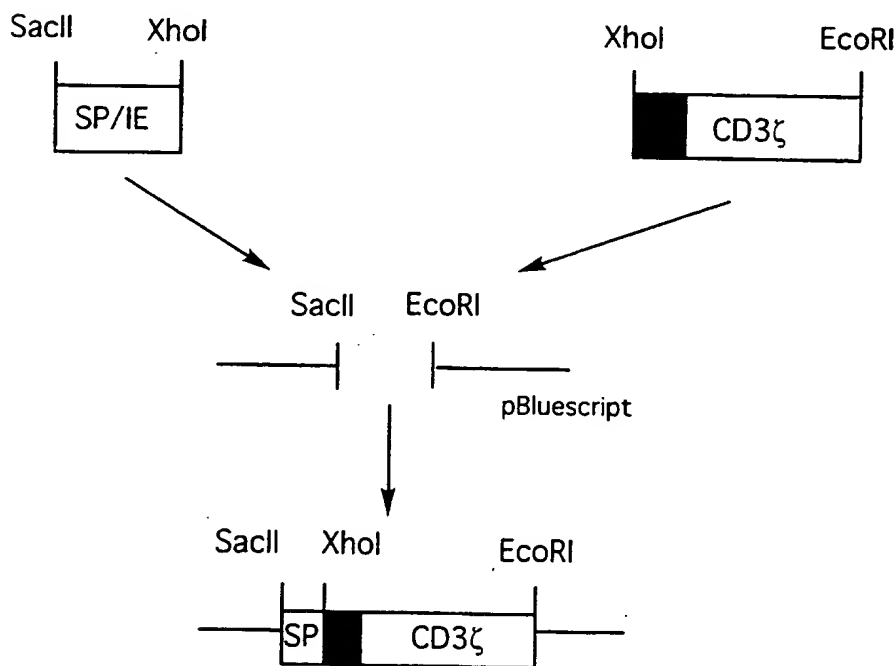 SacII XhoI
XhoI EcoRI
SP/IE
CD3ζ
SacII EcoRI
pBluescript
SacII XhoI EcoRI
SP CD3ζ